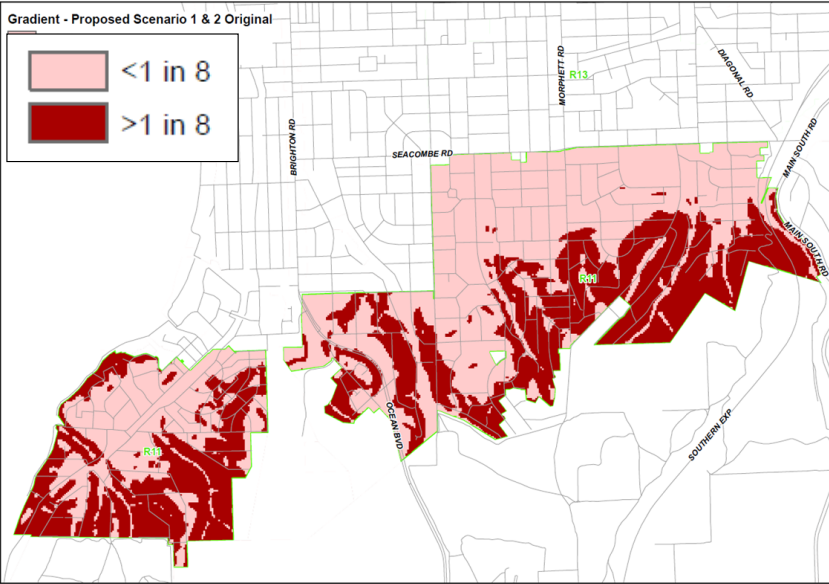 Gradient - Proposed Scenario 1 & 2 Original
<1 in 8
>1 in 8
MORPHETT RD
R13
DIAGONAL RD
BRIGHTON RD
SEACOMBE RD
MAIN SOUTH RD
MAIN SOUTH RD
R11
OCEAN BVD
SOUTHERN EXP
R11